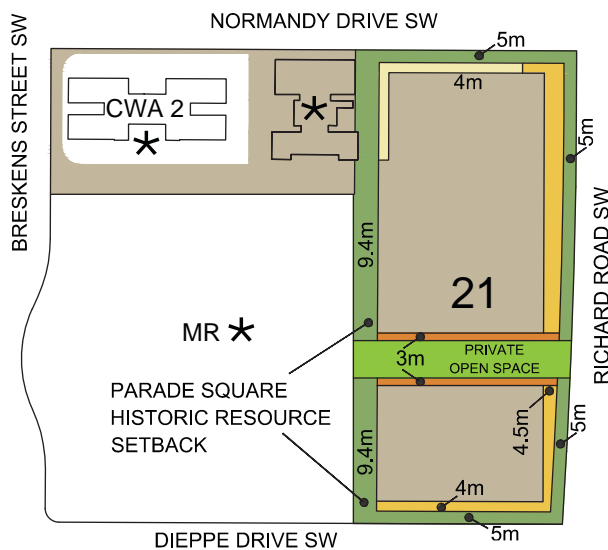 NORMANDY DRIVE SW
BRESKENS STREET SW
5m
4m
CWA 2
*
*
5m
RICHARD ROAD SW
9.4m
21
MR *
PRIVATE
OPEN SPACE
3m
PARADE SQUARE
HISTORIC RESOURCE
SETBACK
4.5m
5m
9.4m
4m
5m
DIEPPE DRIVE SW